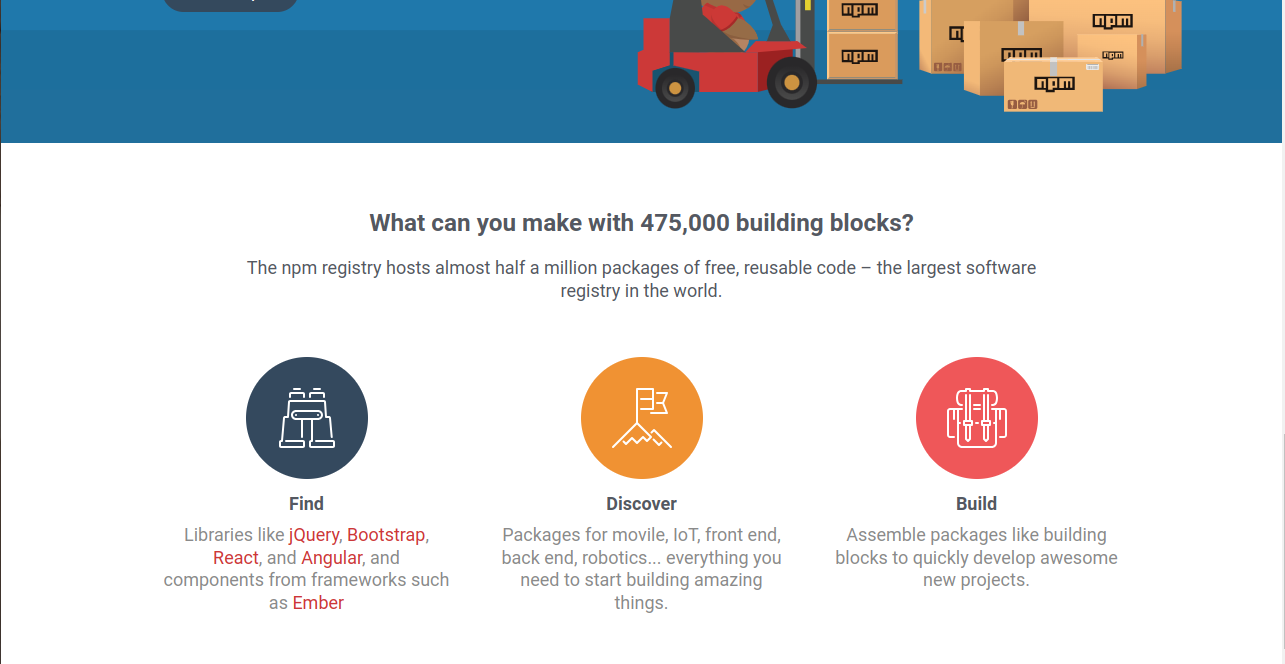 npm
npm
npm
npm
npm
npm
What can you make with 475,000 building blocks?
The npm registry hosts almost half a million packages of free, reusable code – the largest software
registry in the world.
Find
Discover
Build
Libraries like jQuery, Bootstrap,
React, and Angular, and
components from frameworks such
as Ember
Packages for movile, IoT, front end,
back end, robotics... everything you
need to start building amazing
things.
Assemble packages like building
blocks to quickly develop awesome
new projects.